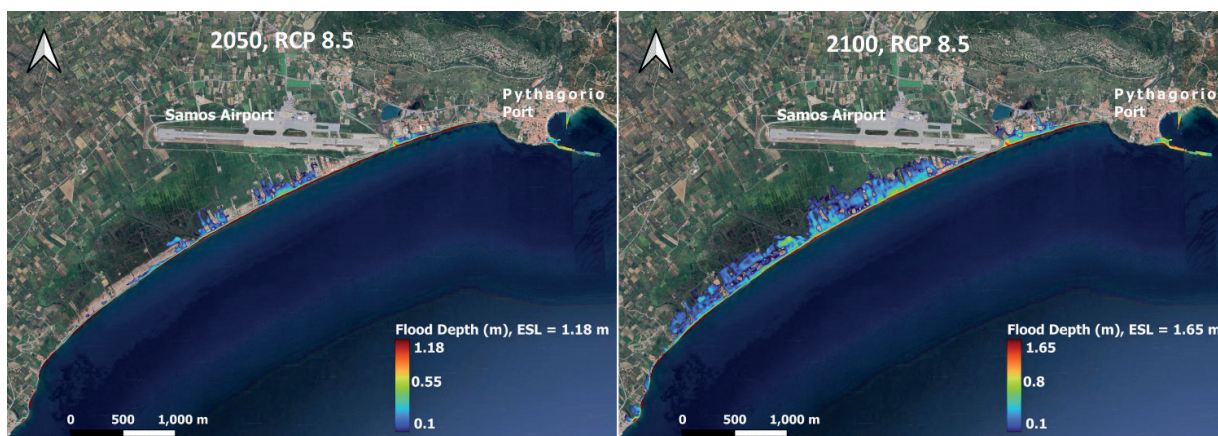 2050, RCP 8.5
Pythagorio
Port
Samos Airport
Flood Depth (m), ESL = 1.18 m
1.18
0.55
0.1
0 500 1,000 m
2100, RCP 8.5
Pythagorio
Port
Samos Airport
Flood Depth (m), ESL = 1.65 m
1.65
0.8
0.1
0 500 1,000 m